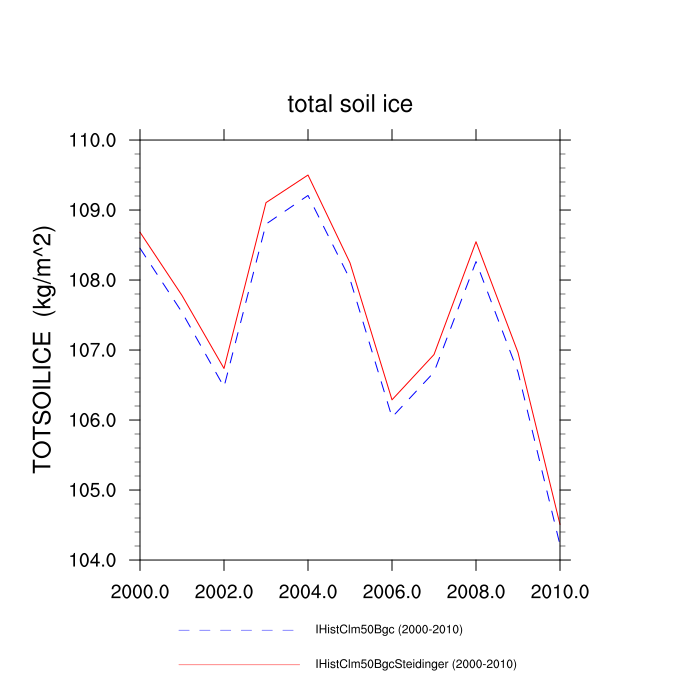 total soil ice
TOTSOILICE (kg/m^2)
110.0
109.0
108.0
107.0
106.0
105.0
104.0
2000.0 2002.0 2004.0 2006.0 2008.0 2010.0
IHistClm50Bgc (2000-2010)
IHistClm50BgcSteidinger (2000-2010)